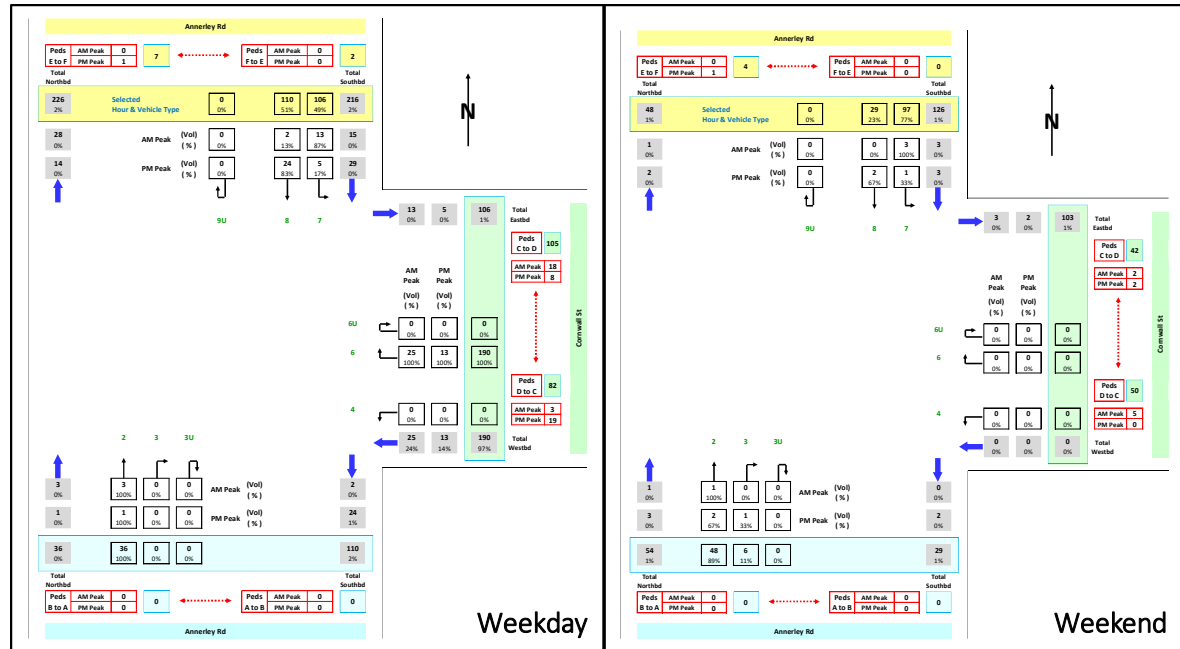 Annerley Rd
Peds AM Peak 0 7 Peds AM Peak 0 2
E to F PM Peak 1 F to E PM Peak 0
Total Northbd Total Southbd
226 Selected 0 110 106 216
2% Hour & Vehicle Type 0% 51% 49% 2%
28 AM Peak (Vol) 0 2 13 15
0% (%) 0% 13% 87% 0%
14 PM Peak (Vol) 0 24 5 29
0% (%) 0% 83% 17% 0%
9U 8 7
N
13 5 106 Total
0% 0% 1% Eastbd
Peds C to D 105
AM Peak 18
PM Peak 8
AM Peak (Vol) (%) PM Peak (Vol) (%)
Cornwall St
6U 0 0 0
0% 0% 0%
6 25 13 190
100% 100% 100%
Peds D to C 82
AM Peak 3
PM Peak 19
4 0 0 0
0% 0% 0%
25 13 190 Total
24% 14% 97% Westbd
2 3 3U
3 3 0 0 AM Peak (Vol) 2
0% 100% 0% 0% (%) 0%
1 1 0 0 PM Peak (Vol) 24
0% 100% 0% 0% (%) 1%
36 36 0 0 110
0% 100% 0% 0% 2%
Total Northbd Total Southbd
Peds AM Peak 0 0 Peds AM Peak 0 0
B to A PM Peak 0 A to B PM Peak 0
Annerley Rd
Weekday
Annerley Rd
Peds AM Peak 0 4 Peds AM Peak 0 0
E to F PM Peak 1 F to E PM Peak 0
Total Northbd Total Southbd
48 Selected 0 29 97 126
1% Hour & Vehicle Type 0% 23% 77% 1%
1 AM Peak (Vol) 0 0 3 3
0% (%) 0% 0% 100% 0%
2 PM Peak (Vol) 0 2 1 3
0% (%) 0% 67% 33% 0%
9U 8 7
N
3 2 103 Total
0% 0% 1% Eastbd
Peds C to D 42
AM Peak 2
PM Peak 2
AM Peak (Vol) (%) PM Peak (Vol) (%)
Cornwall St
6U 0 0 0
0% 0% 0%
6 0 0 0
0% 0% 0%
Peds D to C 50
AM Peak 5
PM Peak 0
4 0 0 0
0% 0% 0%
0 0 0 Total
0% 0% 0% Westbd
2 3 3U
1 1 0 0 AM Peak (Vol) 0
0% 100% 0% 0% (%) 0%
3 2 1 0 PM Peak (Vol) 2
0% 67% 33% 0% (%) 0%
54 48 6 0 29
1% 89% 11% 0% 1%
Total Northbd Total Southbd
Peds AM Peak 0 0 Peds AM Peak 0 0
B to A PM Peak 0 A to B PM Peak 0
Annerley Rd
Weekend